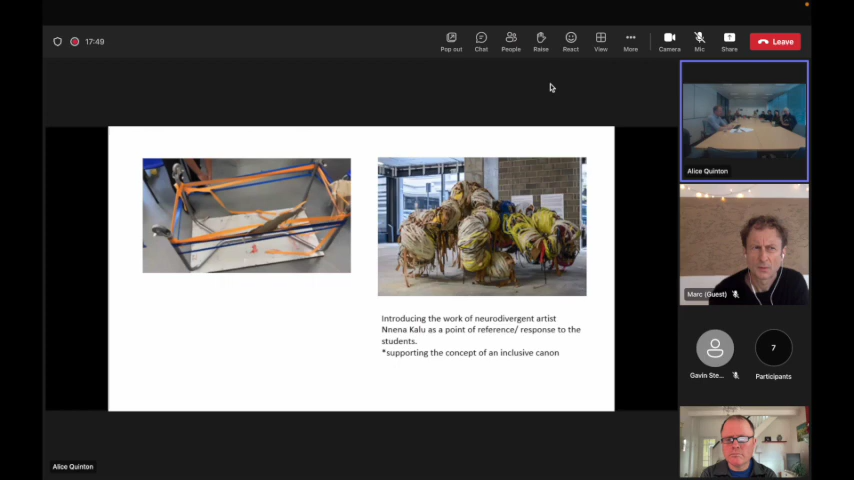 17:49
Pop out
Chat
People
Raise
React
View
More
Camera
Mic
Share
Leave
Alice Quinton
Marc (Guest)
Gavin Ste...
7
Participants
Introducing the work of neurodivergent artist
Nnena Kalu as a point of reference/ response to the
students.
*supporting the concept of an inclusive canon
Alice Quinton